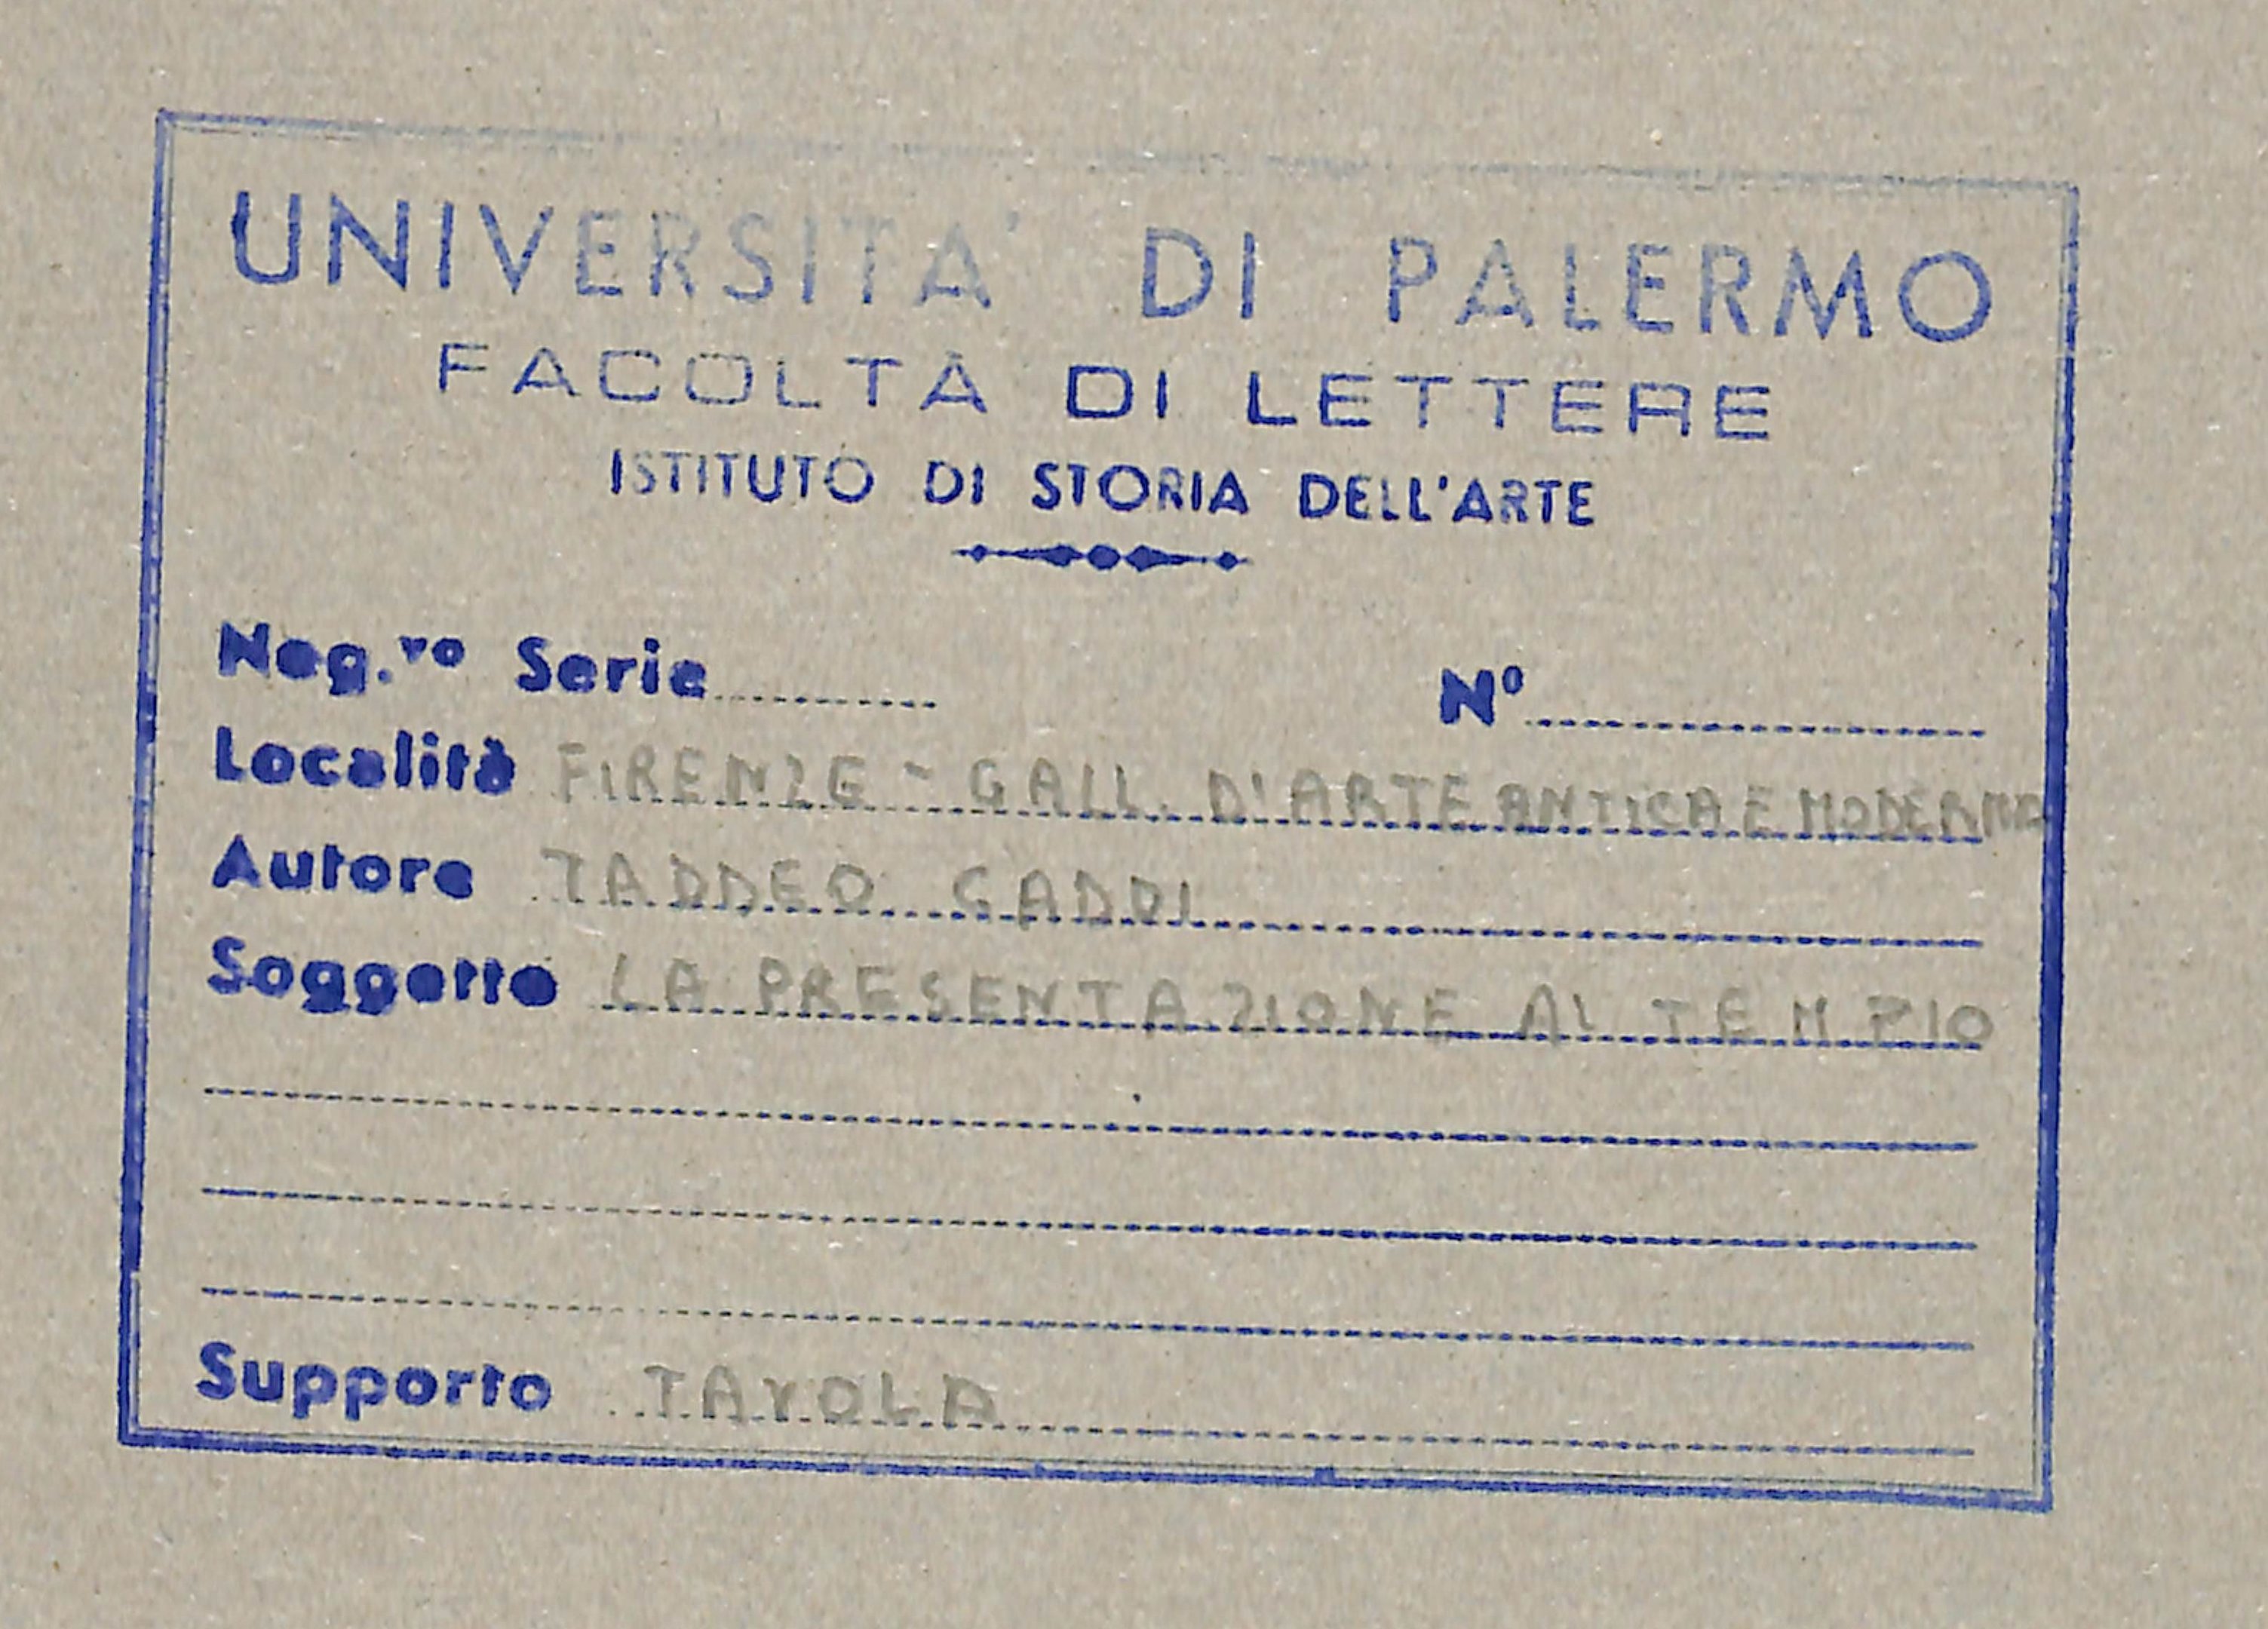 UNIVERSITA' DI PALERMO
FACOLTÀ DI LETTERE
ISTITUTO DI STORIA DELL'ARTE
Neg.vo Serie.......... Nº....................
Località FIRENZE - GALL. D'ARTE ANTICA E MODERNA
Autore TADDEO GADDI
Soggetto LA PRESENTAZIONE AL TEMPIO
Supporto TAVOLA